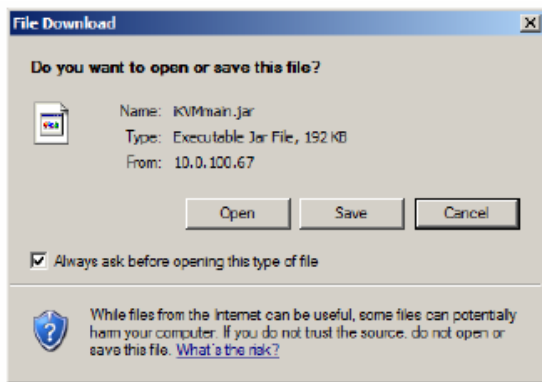 File Download
Do you want to open or save this file?
Name: iKVMmain.jar
Type: Executable Jar File, 192 KB
From: 10.0.100.67
Open Save Cancel
Always ask before opening this type of file
While files from the Internet can be useful, some files can potentially
harm your computer. If you do not trust the source, do not open or
save this file. What's the risk?